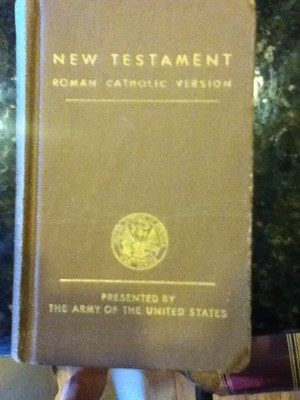 NEW TESTAMENT
ROMAN CATHOLIC VERSION
PRESENTED BY
THE ARMY OF THE UNITED STATES